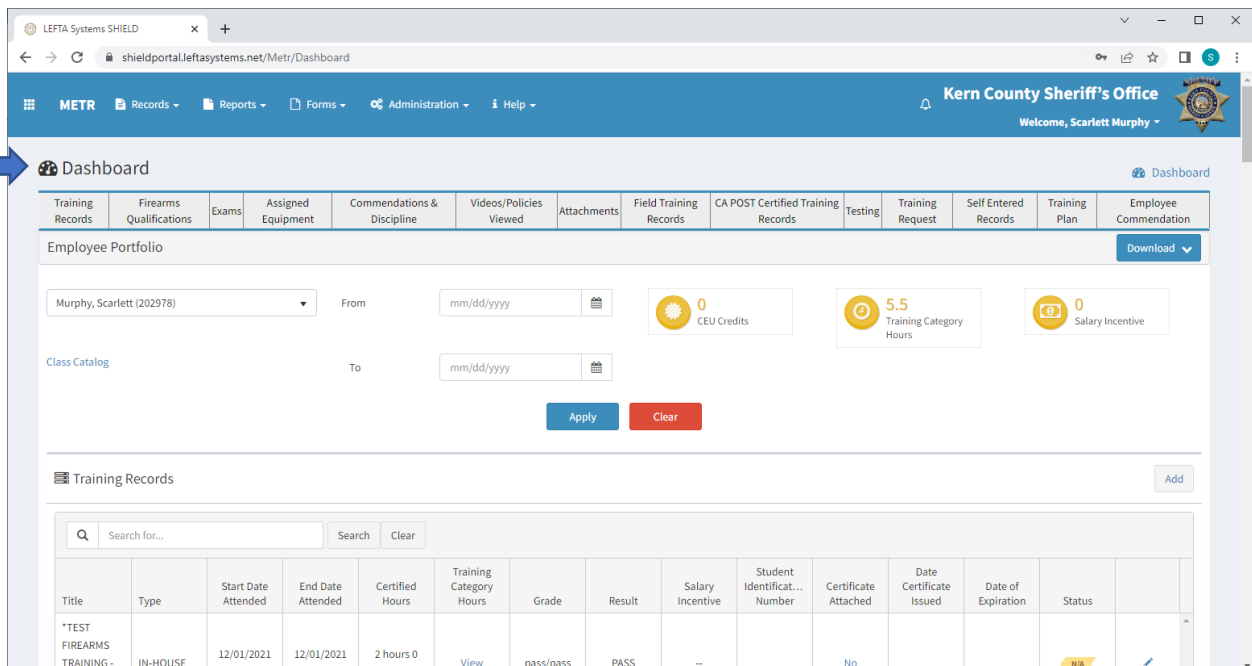 LEFTA Systems SHIELD
shieldportal.leftasystems.net/Metr/Dashboard
S
METR Records Reports Forms Administration Help
Kern County Sheriff's Office
Welcome, Scarlett Murphy
Dashboard
Dashboard
Training Records
Firearms Qualifications
Exams
Assigned Equipment
Commendations & Discipline
Videos/Policies Viewed
Attachments
Field Training Records
CA POST Certified Training Records
Testing
Training Request
Self Entered Records
Training Plan
Employee Commendation
Employee Portfolio
Download
Murphy, Scarlett (202978)
From
mm/dd/yyyy
0
CEU Credits
5.5
Training Category
Hours
0
Salary Incentive
Class Catalog
To
mm/dd/yyyy
Apply
Clear
Training Records
Add
Search for...
Search
Clear
Title
Type
Start Date Attended
End Date Attended
Certified Hours
Training Category Hours
Grade
Result
Salary Incentive
Student Identificat... Number
Certificate Attached
Date Certificate Issued
Date of Expiration
Status
*TEST
FIREARMS
TRAINING -
IN-HOUSE
12/01/2021
12/01/2021
2 hours 0
View
pass/pass
PASS
--
No
N/A